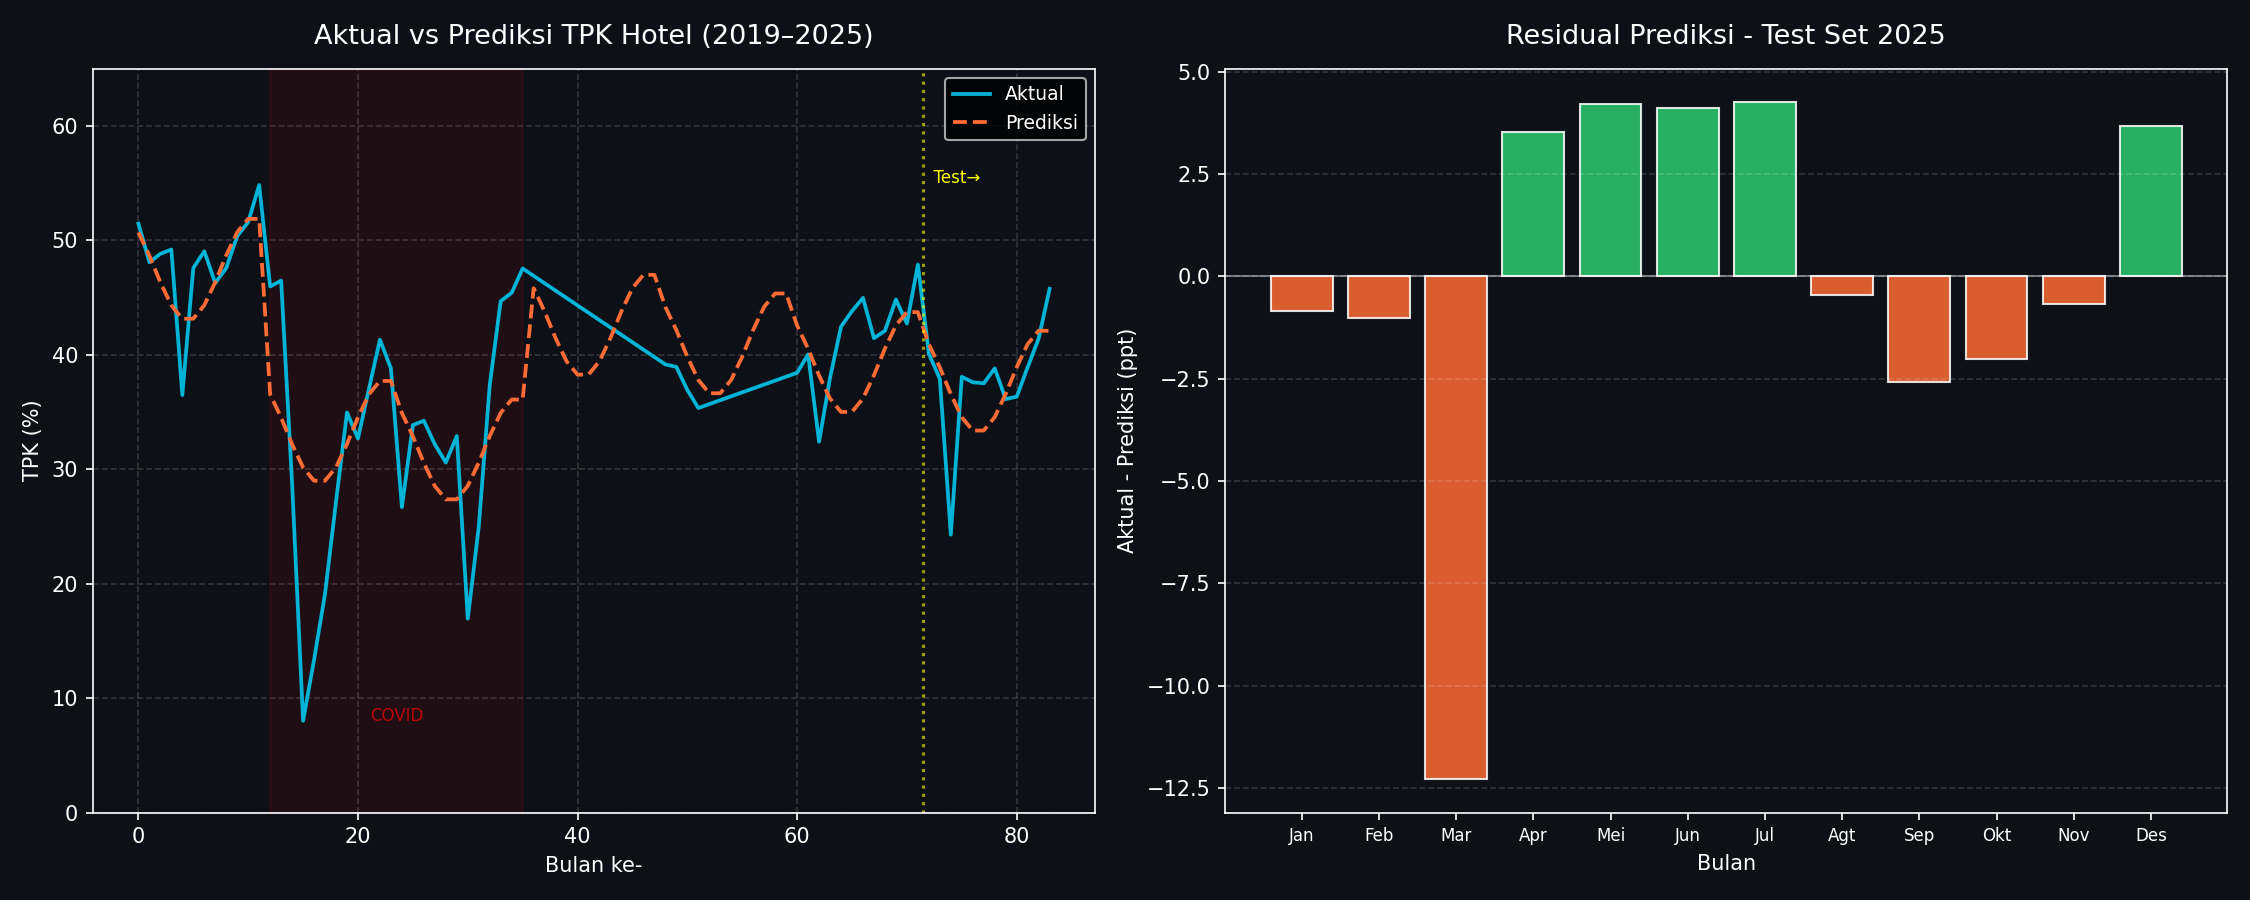 Aktual vs Prediksi TPK Hotel (2019–2025)
TPK (%)
60
50
40
30
20
10
0
Aktual
Prediksi
Test→
COVID
0 20 40 60 80
Bulan ke-
Residual Prediksi - Test Set 2025
Aktual - Prediksi (ppt)
5.0
2.5
0.0
−2.5
−5.0
−7.5
−10.0
−12.5
Jan Feb Mar Apr Mei Jun Jul Agt Sep Okt Nov Des
Bulan